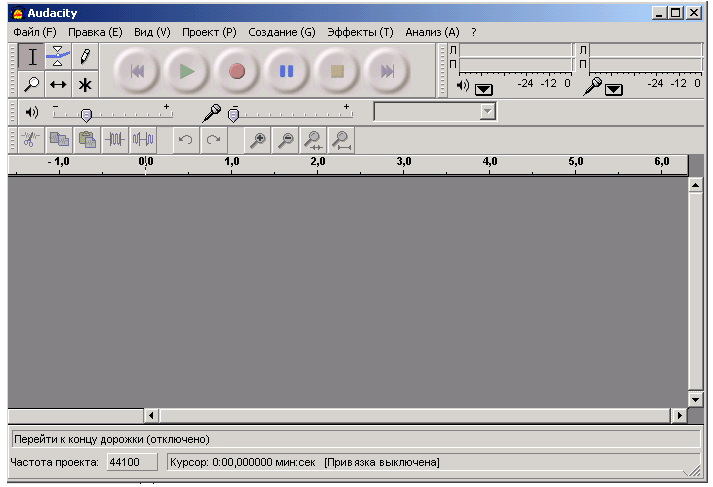 Audacity
Файл (F) Правка (E) Вид (V) Проект (P) Создание (G) Эффекты (T) Анализ (A) ?
Л Л
П П
-24 -12 0 -24 -12 0
- + - +
- 1,0 0,0 1,0 2,0 3,0 4,0 5,0 6,0
Перейти к концу дорожки (отключено)
Частота проекта: 44100 Курсор: 0:00,000000 мин:сек [Привязка выключена]